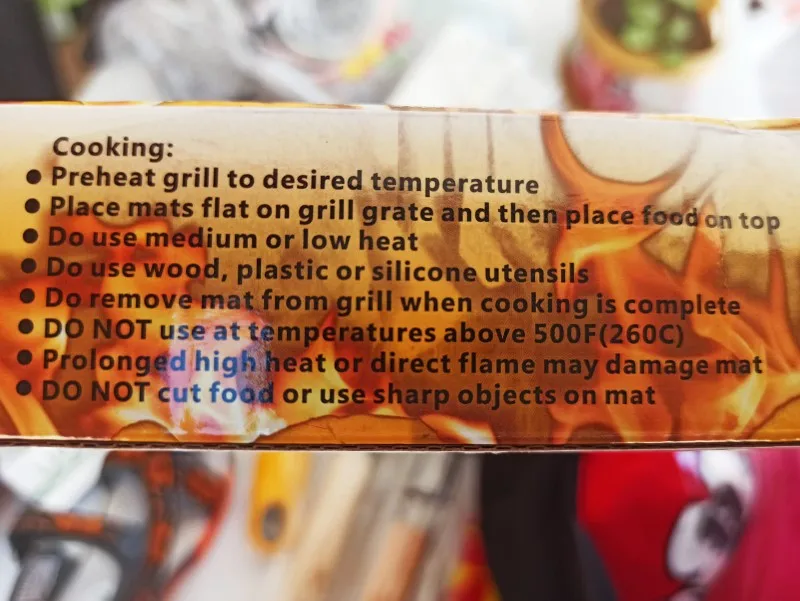 Cooking:
● Preheat grill to desired temperature
● Place mats flat on grill grate and then place food on top
● Do use medium or low heat
● Do use wood, plastic or silicone utensils
● Do remove mat from grill when cooking is complete
● DO NOT use at temperatures above 500F(260C)
● Prolonged high heat or direct flame may damage mat
● DO NOT cut food or use sharp objects on mat